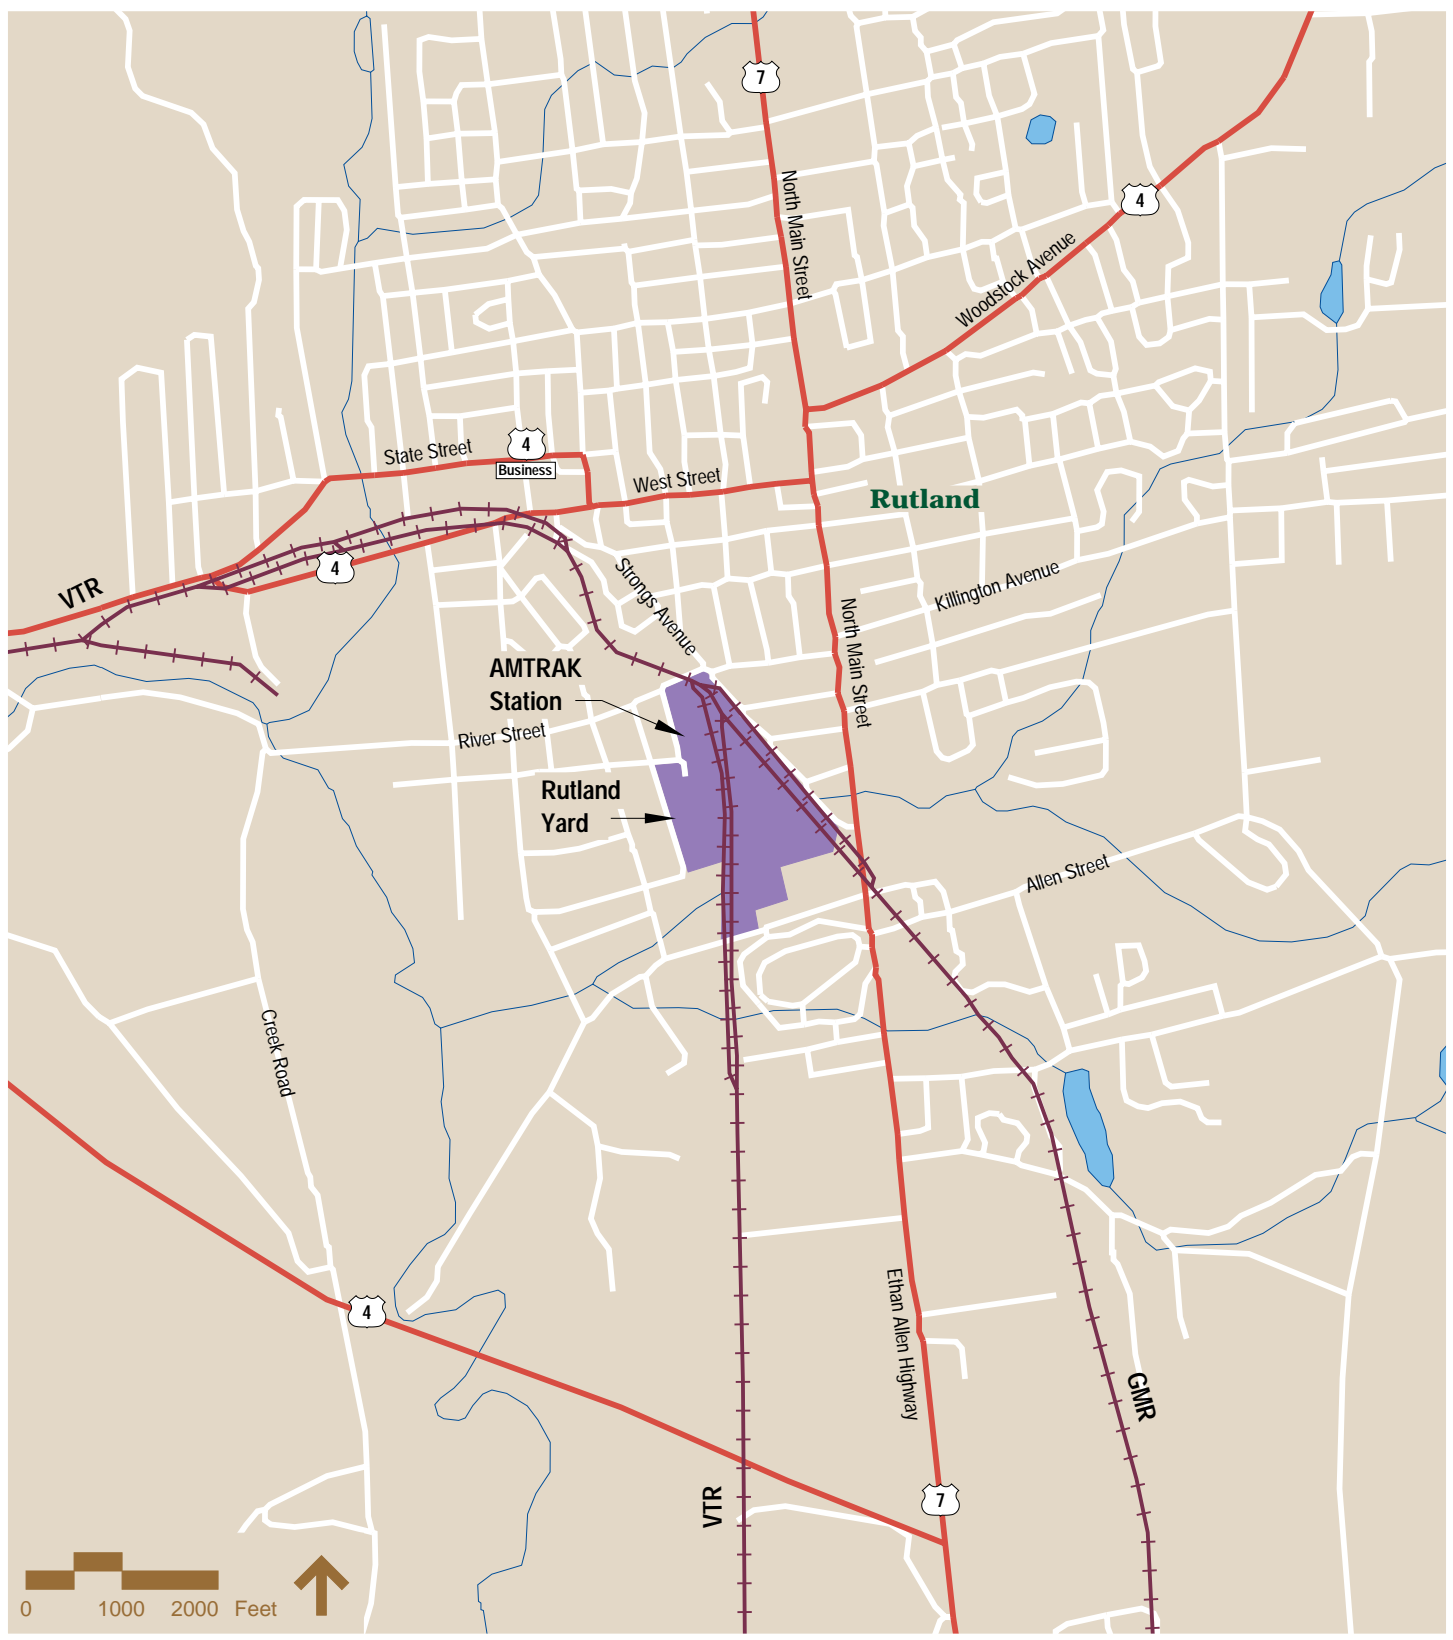 7
4
North Main Street
Woodstock Avenue
4
Business
State Street
West Street
Rutland
4
VTR
Strongs Avenue
Killington Avenue
North Main Street
AMTRAK
Station
River Street
Rutland
Yard
Allen Street
Creek Road
4
Ethan Allen Highway
GMR
VTR
7
0 1000 2000 Feet